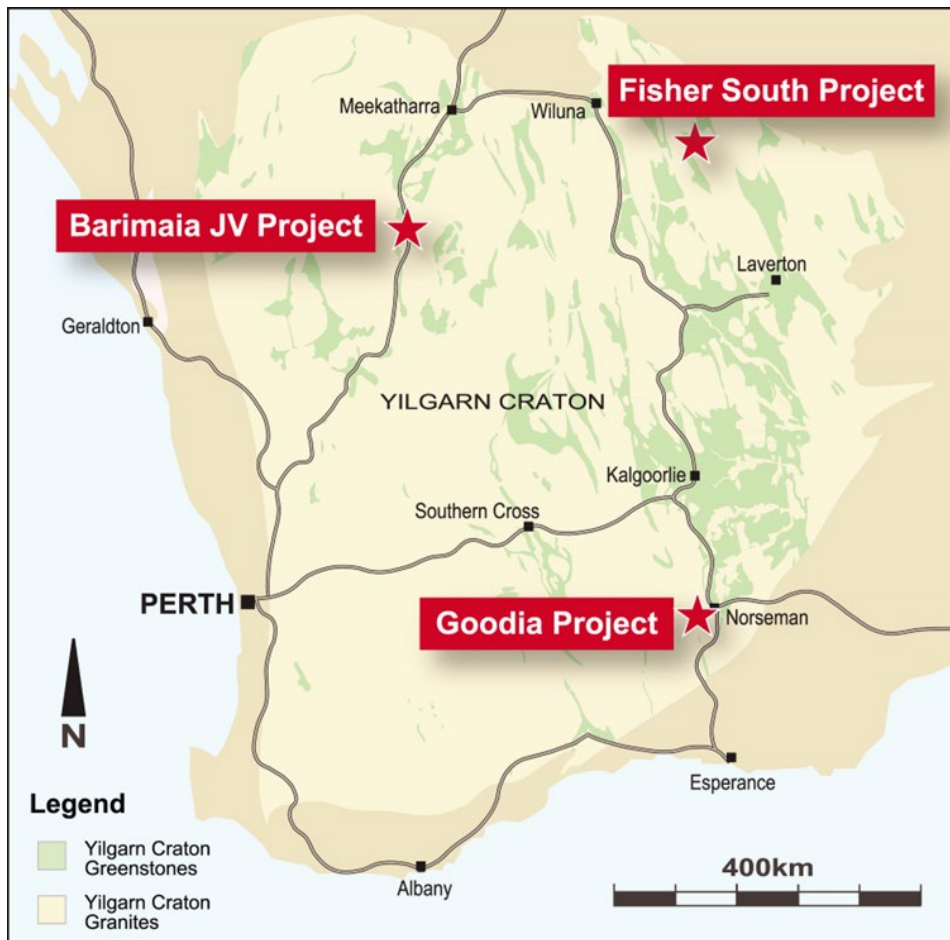 Fisher South Project
Meekatharra
Wiluna
Barimaia JV Project
Laverton
Geraldton
YILGARN CRATON
Kalgoorlie
Southern Cross
PERTH
Goodia Project
Norseman
N
Esperance
Legend
Yilgarn Craton
Greenstones
Yilgarn Craton
Granites
Albany
400km